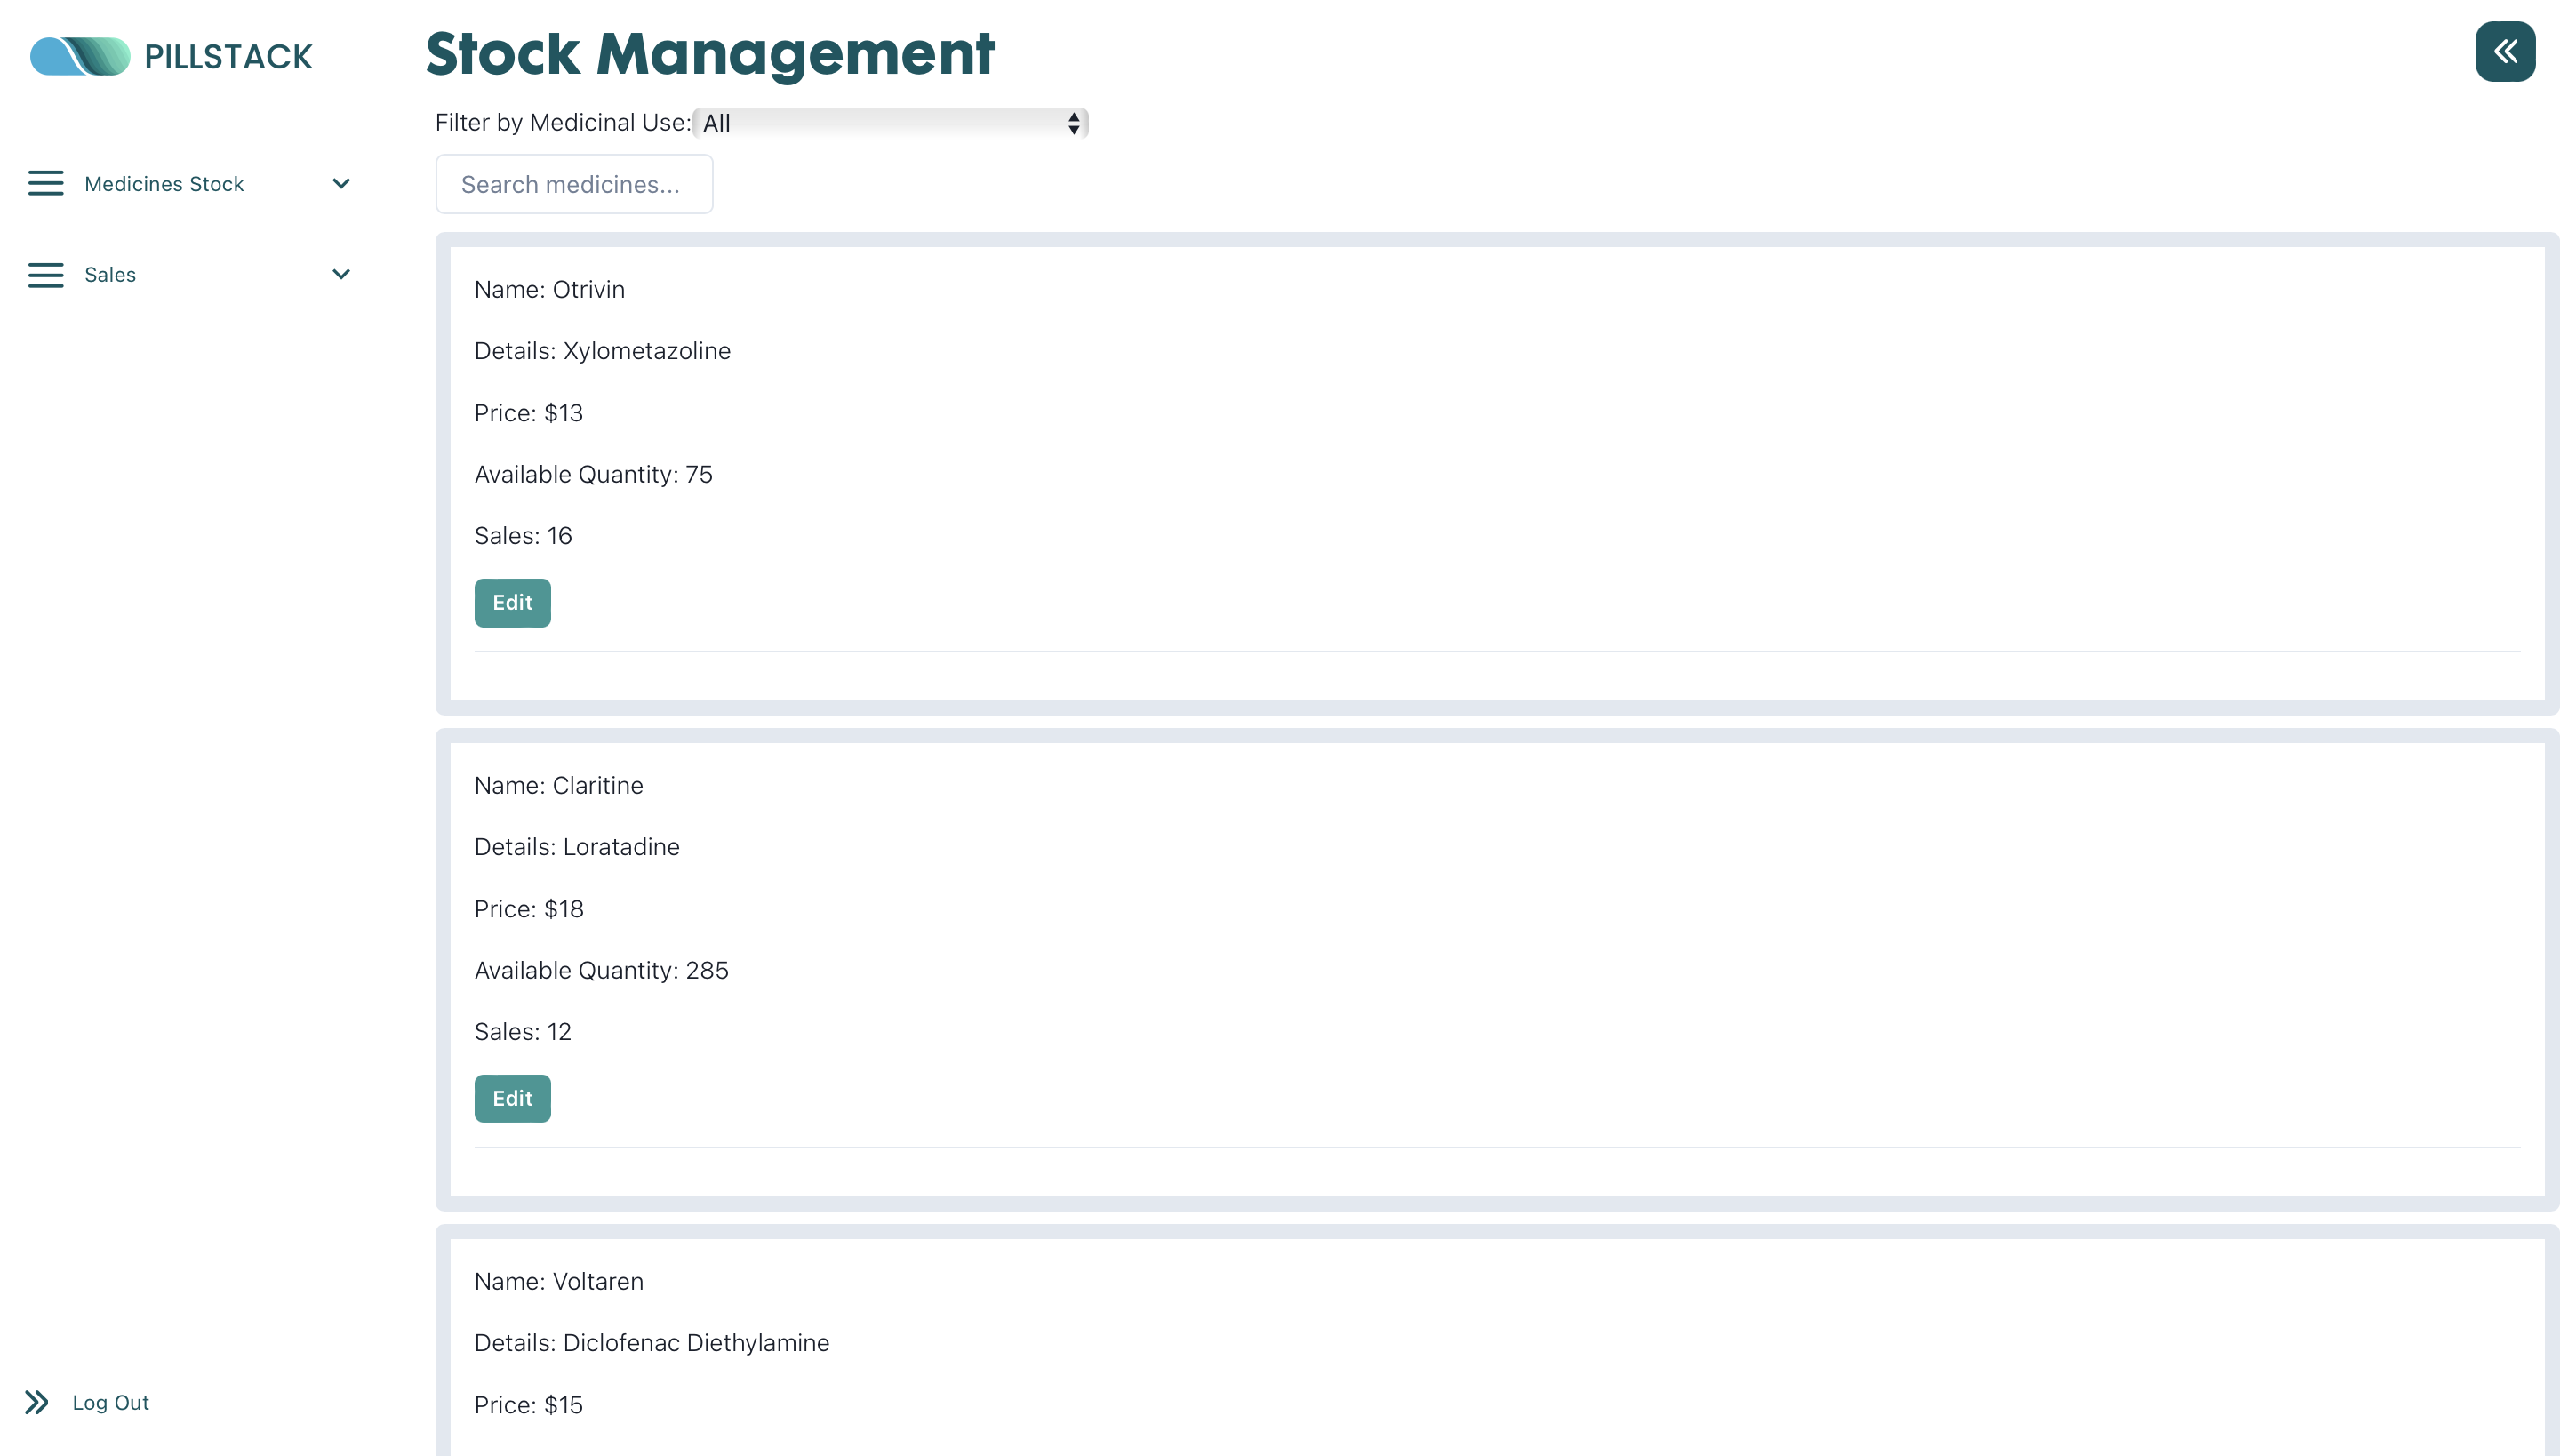 PILLSTACK
Stock Management
Filter by Medicinal Use: All
Search medicines...
Medicines Stock
Sales
Name: Otrivin
Details: Xylometazoline
Price: $13
Available Quantity: 75
Sales: 16
Edit
Name: Claritine
Details: Loratadine
Price: $18
Available Quantity: 285
Sales: 12
Edit
Name: Voltaren
Details: Diclofenac Diethylamine
Price: $15
Log Out